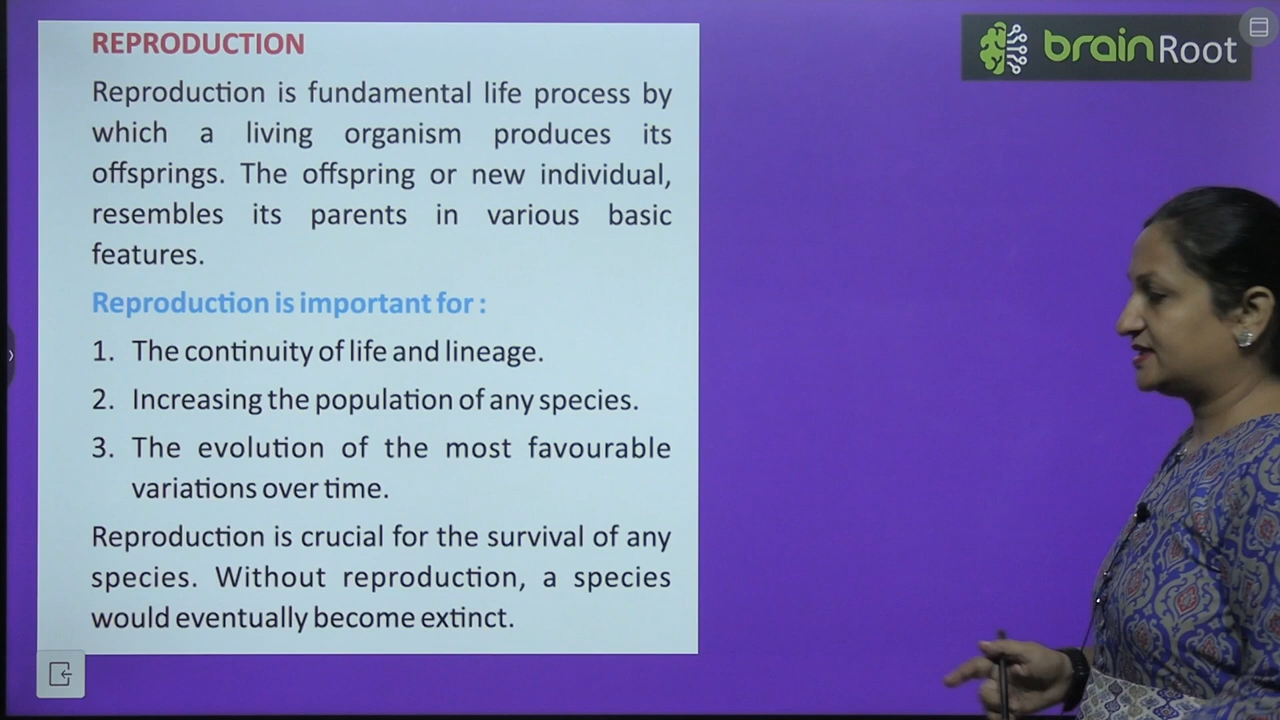 REPRODUCTION
Reproduction is fundamental life process by
which a living organism produces its
offsprings. The offspring or new individual,
resembles its parents in various basic
features.
Reproduction is important for :
1. The continuity of life and lineage.
2. Increasing the population of any species.
3. The evolution of the most favourable
variations over time.
Reproduction is crucial for the survival of any
species. Without reproduction, a species
would eventually become extinct.
brainRoot